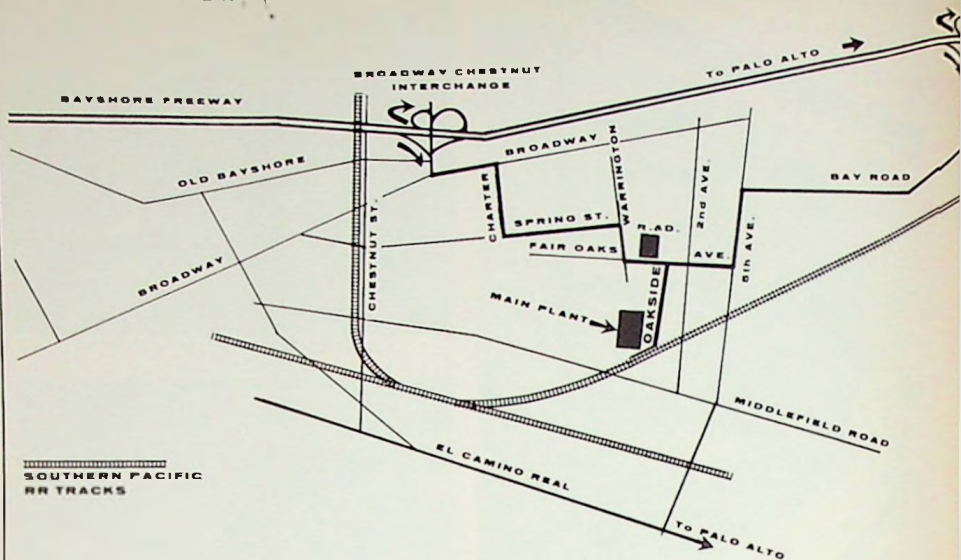 BROADWAY CHESTNUT
INTERCHANGE
To PALO ALTO
BAYSHORE FREEWAY
BROADWAY
OLD BAYSHORE
WARRINGTON
2nd AVE.
BAY ROAD
CHARTER
SPRING ST.
R.AD.
FAIR OAKS AVE.
5th AVE.
CHESTNUT ST.
BROADWAY
MAIN PLANT
OAKSIDE
MIDDLEFIELD ROAD
EL CAMINO REAL
SOUTHERN PACIFIC
RR TRACKS
To PALO ALTO